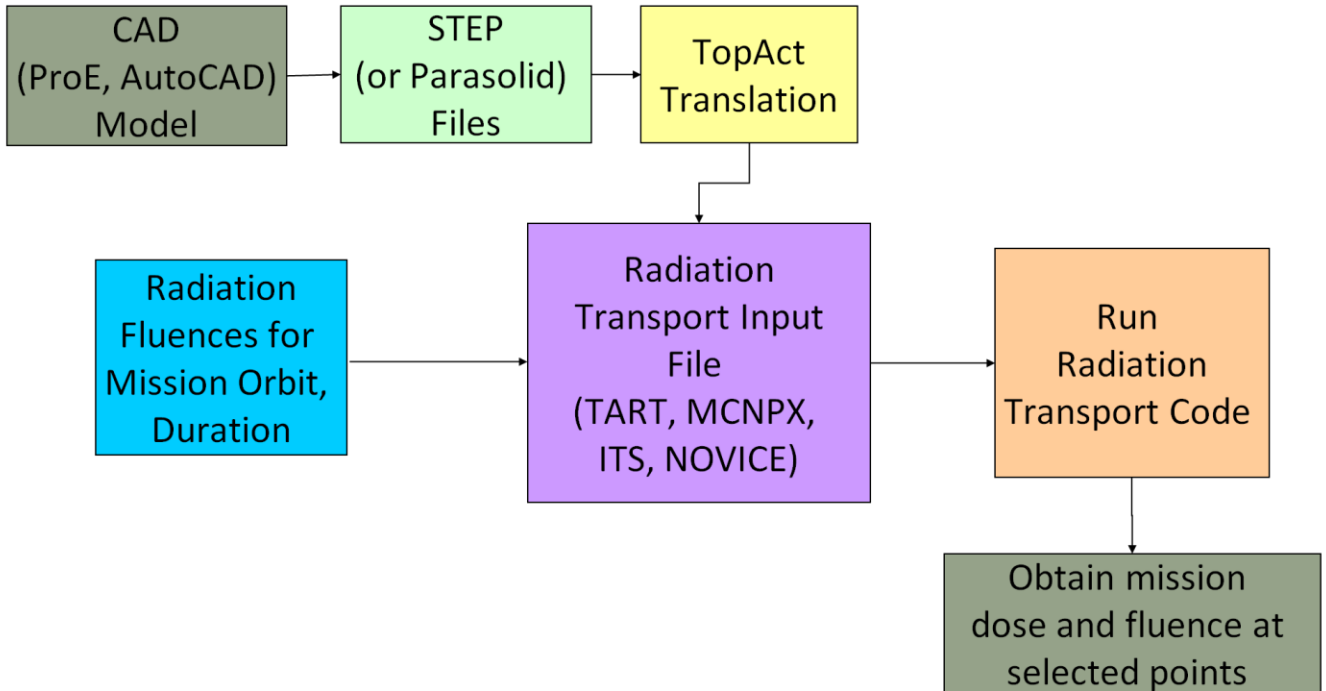 CAD
(ProE, AutoCAD)
Model
STEP
(or Parasolid)
Files
TopAct
Translation
Radiation
Fluences for
Mission Orbit,
Duration
Radiation
Transport Input
File
(TART, MCNPX,
ITS, NOVICE)
Run
Radiation
Transport Code
Obtain mission
dose and fluence at
selected points